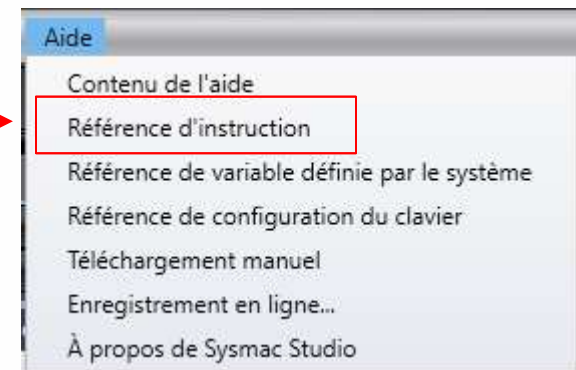 Aide
Contenu de l'aide
Référence d'instruction
Référence de variable définie par le système
Référence de configuration du clavier
Téléchargement manuel
Enregistrement en ligne...
À propos de Sysmac Studio